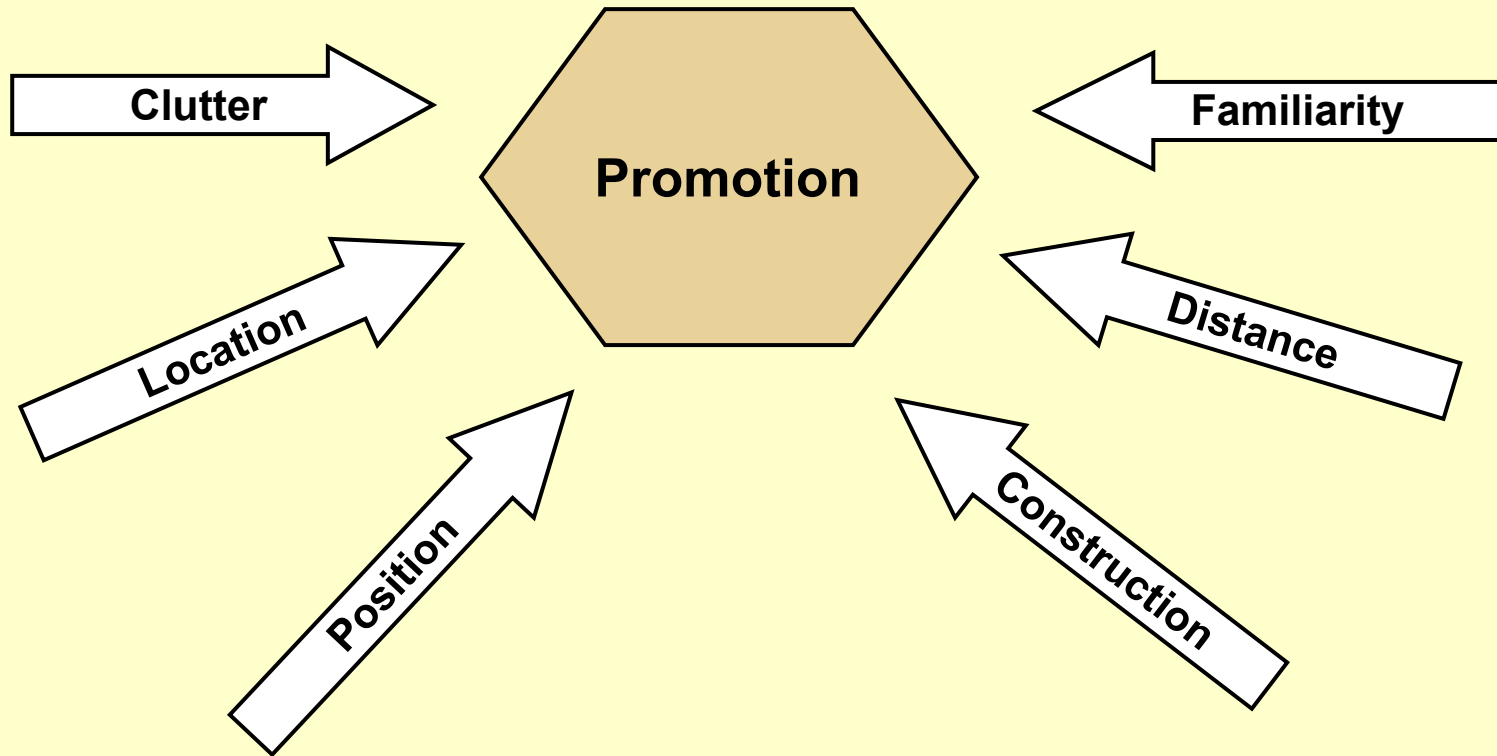 Clutter
Familiarity
Promotion
Location
Distance
Position
Construction